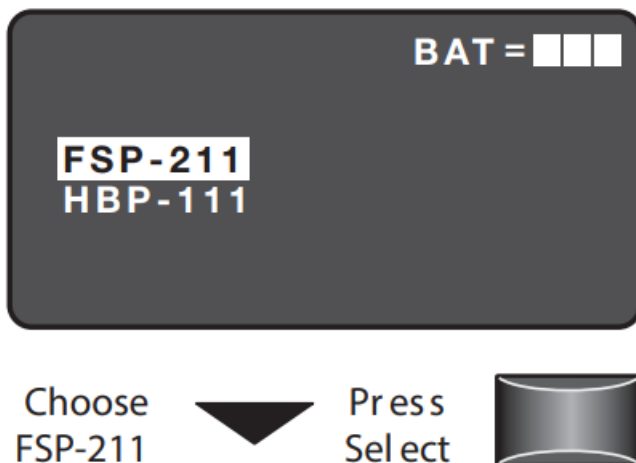 BAT=
FSP-211
HBP-111
Choose
FSP-211
Press
Select